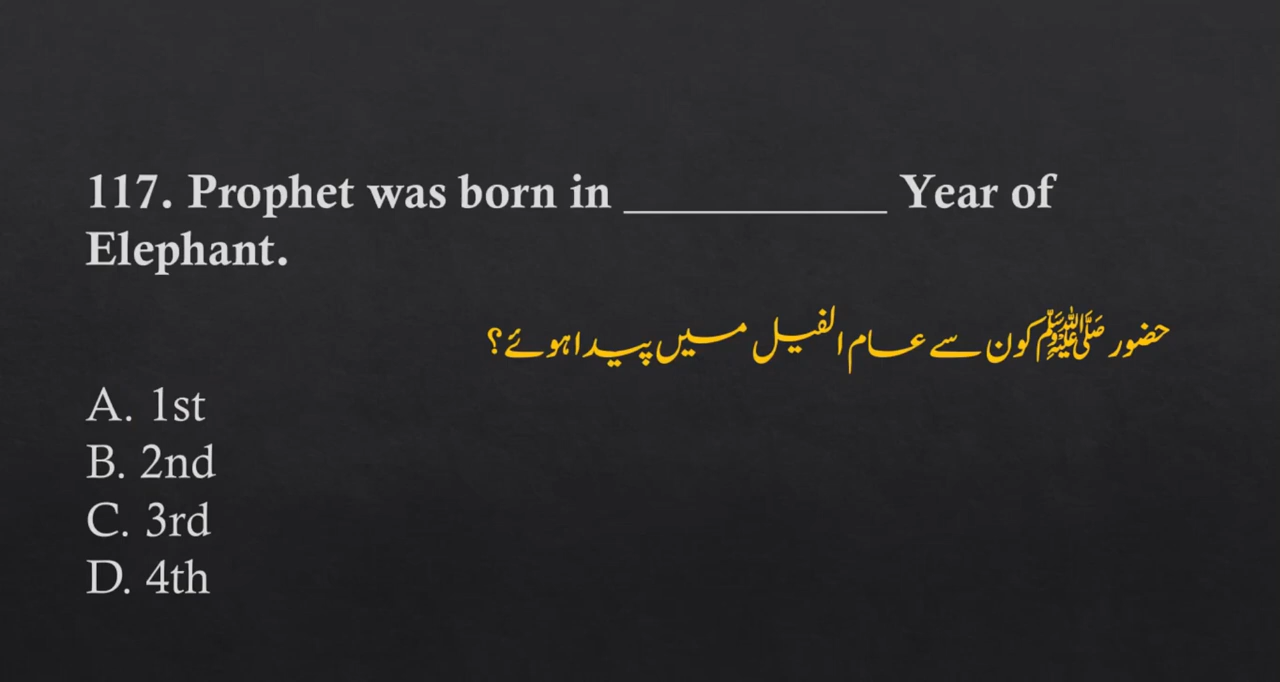 117. Prophet was born in ___________ Year of
Elephant.
حضور ﷺ کون سے عام الفیل میں پیدا ہوئے؟
A. 1st
B. 2nd
C. 3rd
D. 4th